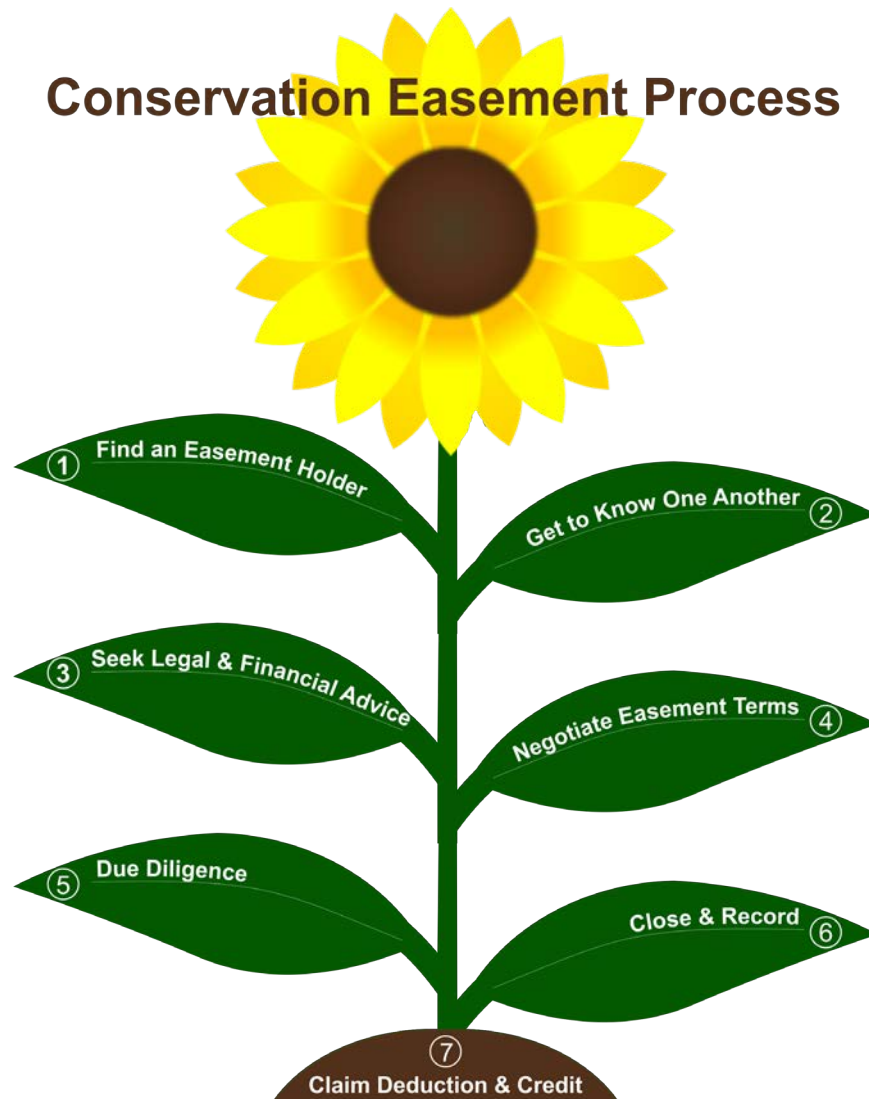 Conservation Easement Process
① Find an Easement Holder
Get to Know One Another ②
③ Seek Legal & Financial Advice
Negotiate Easement Terms ④
⑤ Due Diligence
Close & Record ⑥
⑦
Claim Deduction & Credit